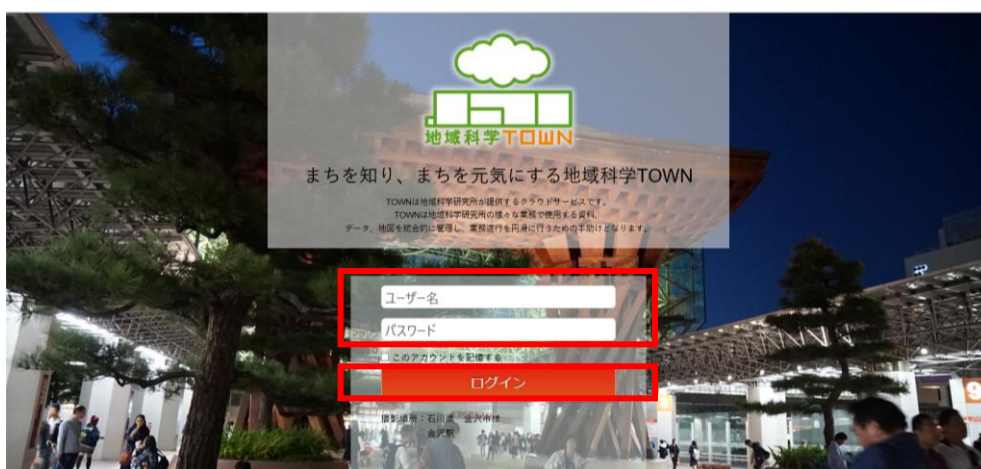 地域科学TOWN
まちを知り、まちを元気にする地域科学TOWN
TOWNは地域科学研究所が提供するクラウドサービスです。
TOWNは地域科学研究所の様々な業務で使用する資料、
データ、地図を統合的に管理し、業務遂行を円滑に行うための手助けとなります。
ユーザー名
パスワード
このアカウントを記憶する
ログイン
撮影場所：石川県 金沢市様
金沢駅
9